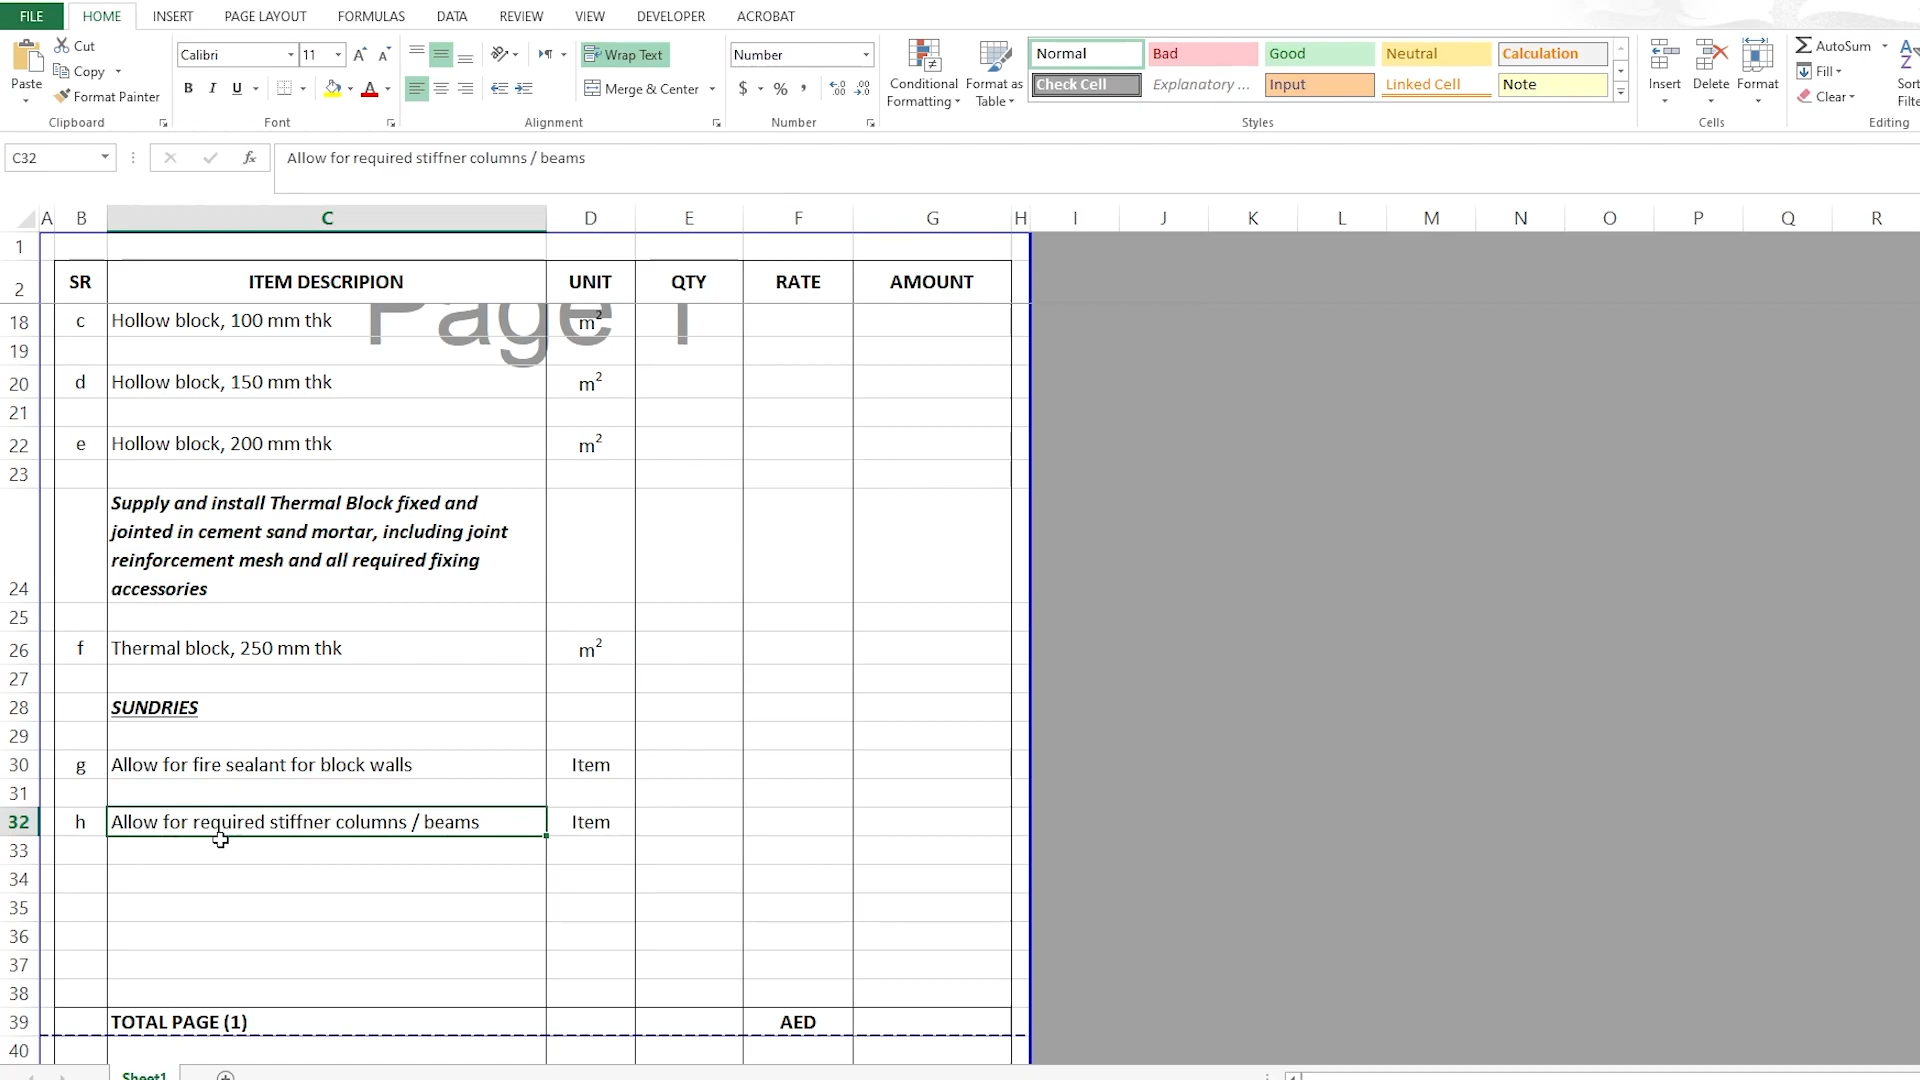 FILE HOME INSERT PAGE LAYOUT FORMULAS DATA REVIEW VIEW DEVELOPER ACROBAT
Paste
Cut
Copy
Format Painter
Clipboard
Calibri 11
B I U
Font
Wrap Text
Merge & Center
Alignment
Number
$ % ,
Number
Conditional Formatting
Format as Table
Normal Bad Good Neutral Calculation
Check Cell Explanatory ... Input Linked Cell Note
Styles
Insert Delete Format
Cells
AutoSum
Fill
Clear
Sort
Filte
Editing
C32 fx Allow for required stiffner columns / beams
A B C D E F G H I J K L M N O P Q R
1
2 SR ITEM DESCRIPION UNIT QTY RATE AMOUNT
Page 1
18 c Hollow block, 100 mm thk m²
19
20 d Hollow block, 150 mm thk m²
21
22 e Hollow block, 200 mm thk m²
23
Supply and install Thermal Block fixed and
jointed in cement sand mortar, including joint
reinforcement mesh and all required fixing
24 accessories
25
26 f Thermal block, 250 mm thk m²
27
28 SUNDRIES
29
30 g Allow for fire sealant for block walls Item
31
32 h Allow for required stiffner columns / beams Item
33
34
35
36
37
38
39 TOTAL PAGE (1) AED
40
Sheet1